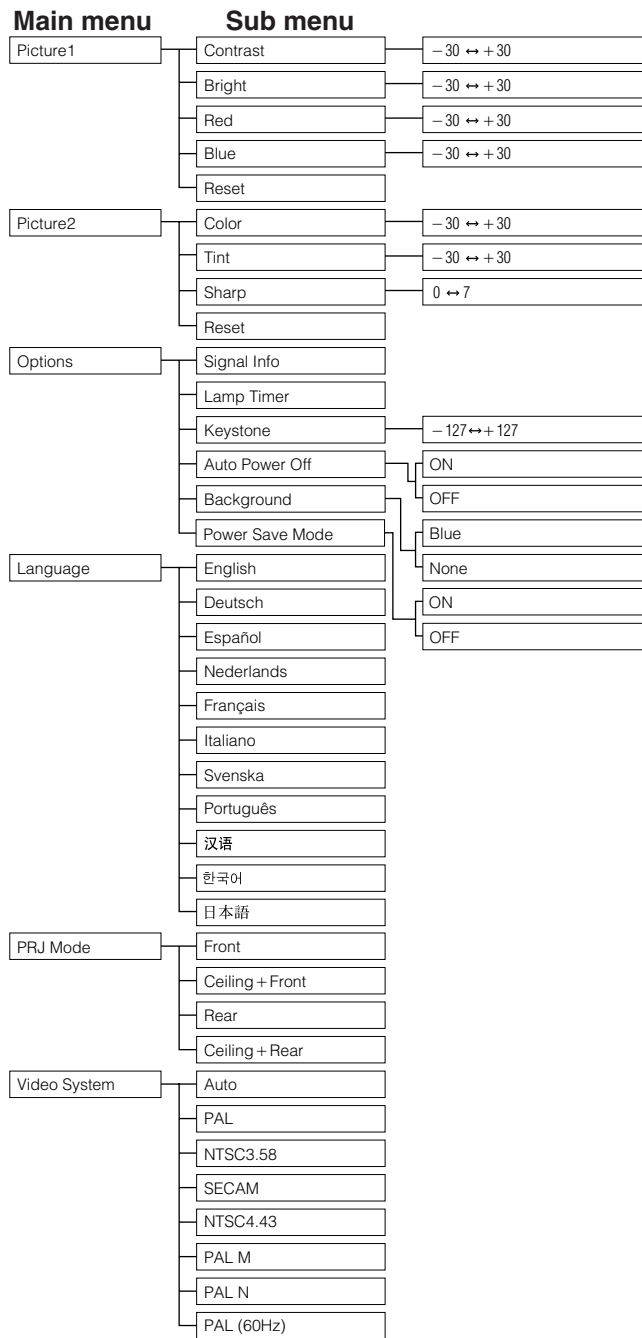 Main menu Sub menu
Picture1 Contrast −30 ↔ +30
Bright −30 ↔ +30
Red −30 ↔ +30
Blue −30 ↔ +30
Reset
Picture2 Color −30 ↔ +30
Tint −30 ↔ +30
Sharp 0 ↔ 7
Reset
Options Signal Info
Lamp Timer
Keystone −127↔+127
Auto Power Off ON
OFF
Background Blue
Power Save Mode None
Language English ON
Deutsch OFF
Español
Nederlands
Français
Italiano
Svenska
Português
汉语
한국어
日本語
PRJ Mode Front
Ceiling+Front
Rear
Ceiling+Rear
Video System Auto
PAL
NTSC3.58
SECAM
NTSC4.43
PAL M
PAL N
PAL (60Hz)